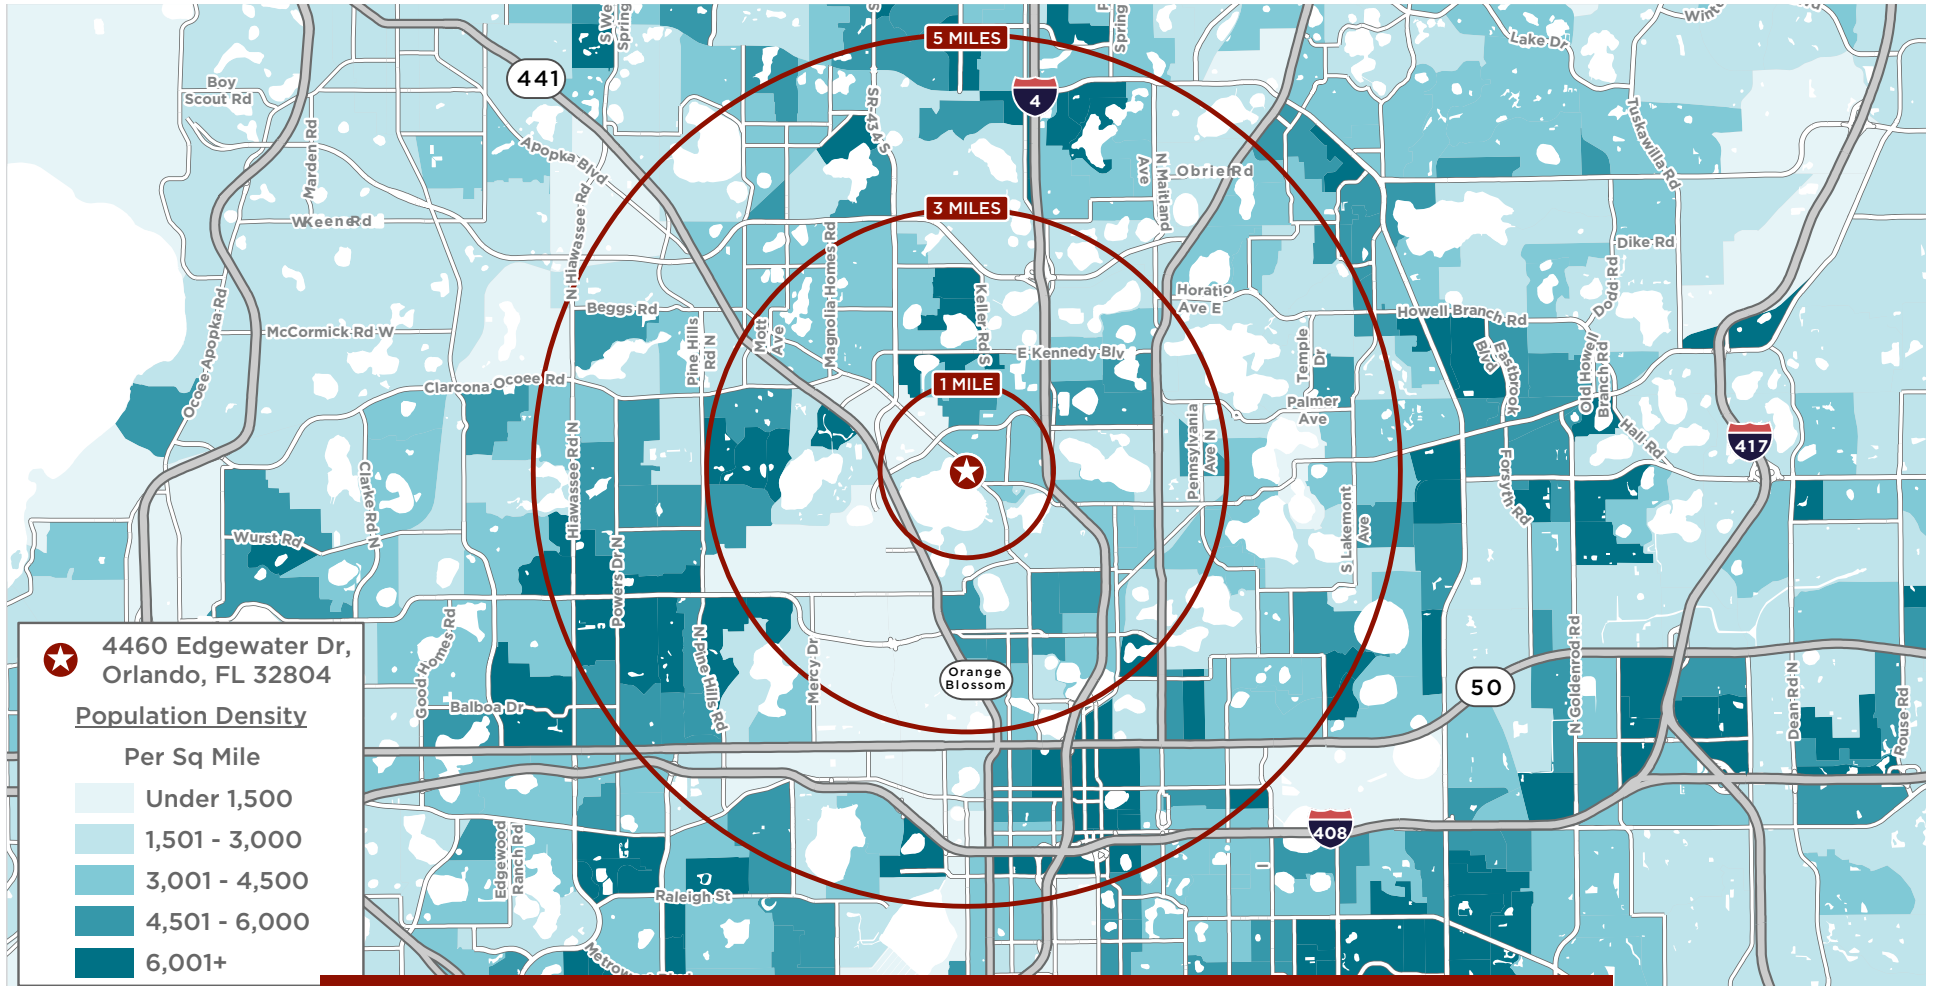 5 MILES
3 MILES
1 MILE
441
4
417
408
50
Orange
Blossom
S We
Spring
S
Spring
Lake Dr
Boy
Scout Rd
SR-434 S
Marden Rd
Apopka Blvd
Tuskawilla Rd
N Maitland
Ave
Obrien Rd
W Keene Rd
N Hiawassee Rd
Magnolia Homes Rd
Dike Rd
Dodd Rd
Ocoee Apopka Rd
Beggs Rd
Keller Rd S
Horatio
Ave E
Howell Branch Rd
McCormick Rd W
Pine Hills
Rd N
Mott
Ave
E Kennedy Blv
Temple
Dr
Eastbrook
Blvd
Old Howell
Branch Rd
Clarcona Ocoee Rd
Palmer
Ave
Pennsylvania
Ave N
Hall Rd
Clarke Rd N
Hiawassee Rd N
Forsyth Rd
Wurst Rd
Powers Dr N
S Lakemont
Ave
Good Homes Rd
N Pine Hills Rd
Mercy Dr
N Goldenrod Rd
Dean Rd N
Rouse Rd
Balboa Dr
Edgewood
Ranch Rd
Raleigh St
Metrowest Blvd
4460 Edgewater Dr,
Orlando, FL 32804
Population Density
Per Sq Mile
Under 1,500
1,501 - 3,000
3,001 - 4,500
4,501 - 6,000
6,001+